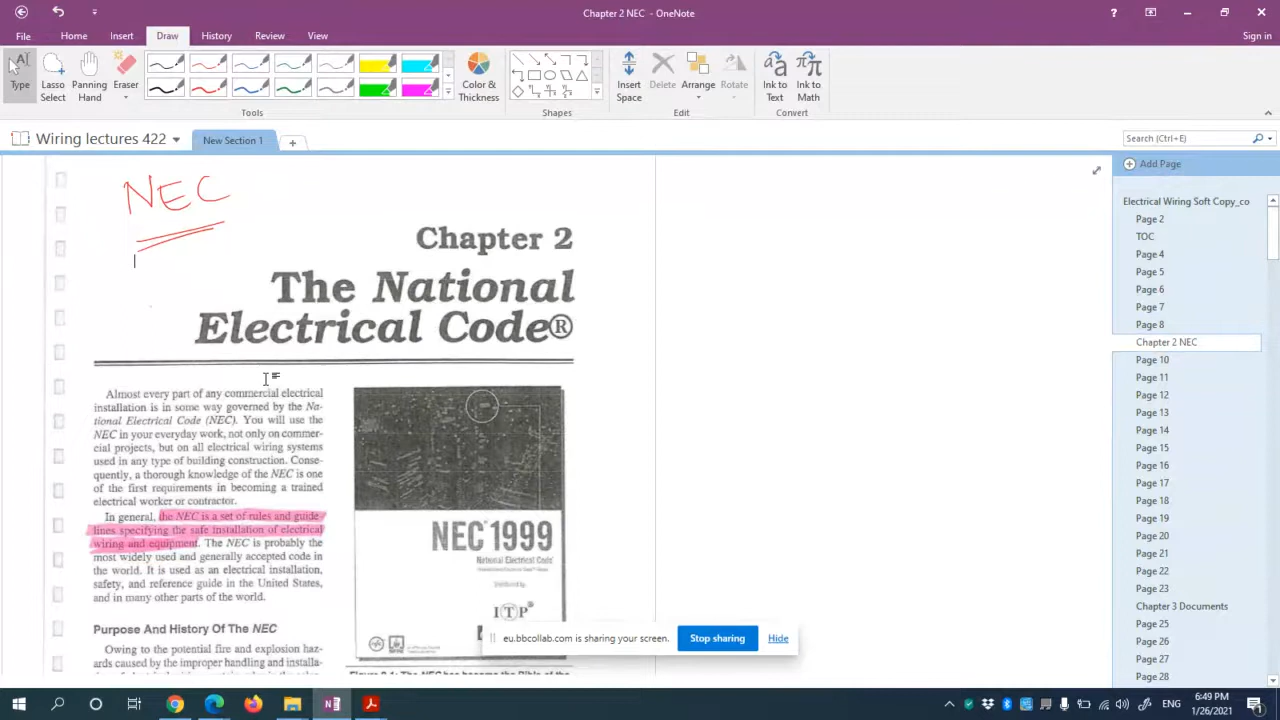 Chapter 2 NEC - OneNote
?
File
Home
Insert
Draw
History
Review
View
Sign in
Type
Lasso
Select
Panning
Hand
Eraser
Color &
Thickness
Insert
Space
Delete
Arrange
Rotate
Ink to
Text
Ink to
Math
Tools
Shapes
Edit
Convert
Wiring lectures 422
New Section 1
+
Search (Ctrl+E)
NEC
Chapter 2
The National
Electrical Code®
Almost every part of any commercial electrical
installation is in some way governed by the Na-
tional Electrical Code (NEC). You will use the
NEC in your everyday work, not only on commer-
cial projects, but on all electrical wiring systems
used in any type of building construction. Conse-
quently, a thorough knowledge of the NEC is one
of the first requirements in becoming a trained
electrical worker or contractor.
In general, the NEC is a set of rules and guide-
lines specifying the safe installation of electrical
wiring and equipment. The NEC is probably the
most widely used and generally accepted code in
the world. It is used as an electrical installation,
safety, and reference guide in the United States,
and in many other parts of the world.
Purpose And History Of The NEC
Owing to the potential fire and explosion haz-
ards caused by the improper handling and installa-
NEC® 1999
National Electrical Code®
ITP®
eu.bbcollab.com is sharing your screen.
Stop sharing
Hide
Add Page
Electrical Wiring Soft Copy_co
Page 2
TOC
Page 4
Page 5
Page 6
Page 7
Page 8
Chapter 2 NEC
Page 10
Page 11
Page 12
Page 13
Page 14
Page 15
Page 16
Page 17
Page 18
Page 19
Page 20
Page 21
Page 22
Page 23
Chapter 3 Documents
Page 25
Page 26
Page 27
Page 28
6:49 PM
1/26/2021